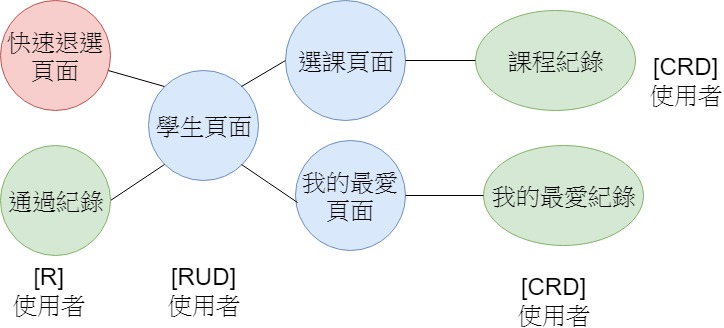 快速退選
頁面
選課頁面
課程紀錄
[CRD]
使用者
學生頁面
通過紀錄
我的最愛
頁面
我的最愛紀錄
[R]
使用者
[RUD]
使用者
[CRD]
使用者